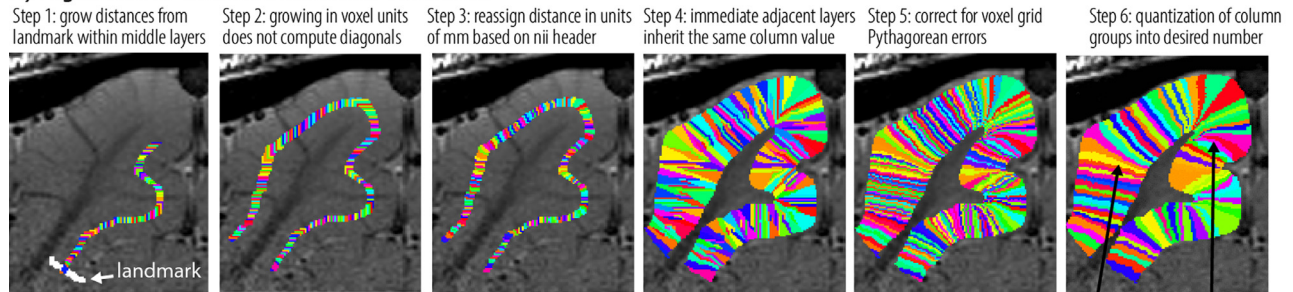 Step 1: grow distances from
landmark within middle layers
Step 2: growing in voxel units
does not compute diagonals
Step 3: reassign distance in units
of mm based on nii header
Step 4: immediate adjacent layers
inherit the same column value
Step 5: correct for voxel grid
Pythagorean errors
Step 6: quantization of column
groups into desired number
landmark